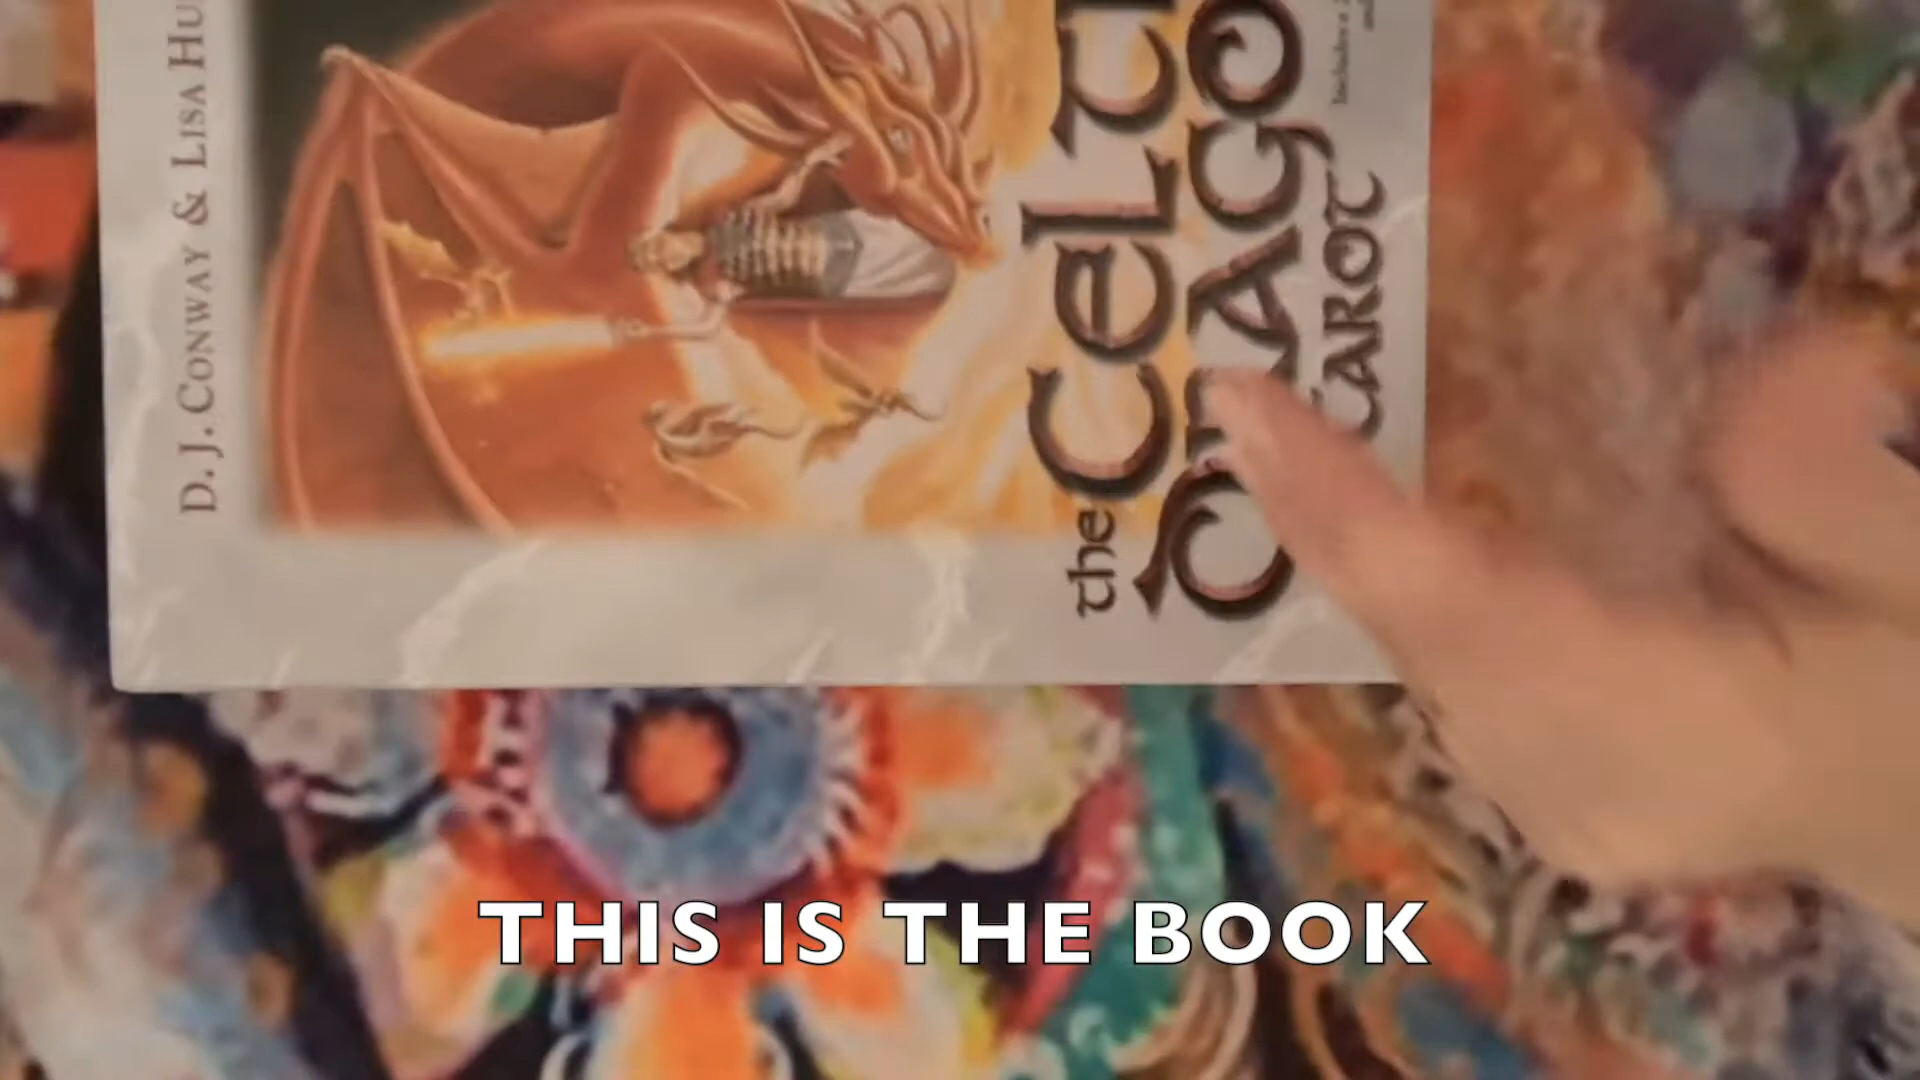 the Celt
Drago
Tarot
D. J. Conway & Lisa Hu
THIS IS THE BOOK